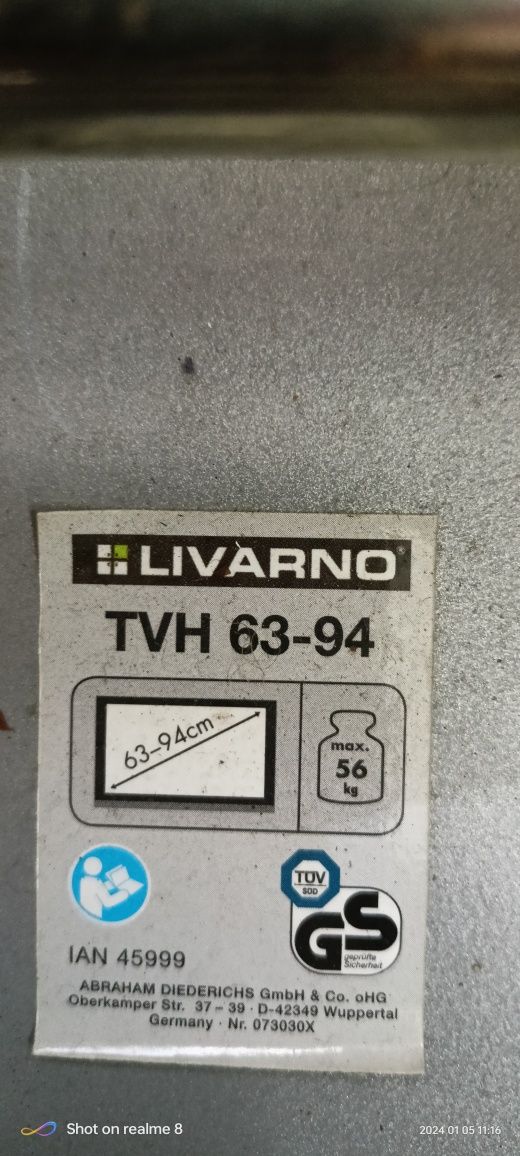 LIVARNO®
TVH 63-94
63-94cm
max.
56
kg
TÜV
SÜD
GS
geprüfte
Sicherheit
IAN 45999
ABRAHAM DIEDERICHS GmbH & Co. oHG
Oberkamper Str. 37 – 39 · D-42349 Wuppertal
Germany · Nr. 073030X
Shot on realme 8
2024 01 05 11:16